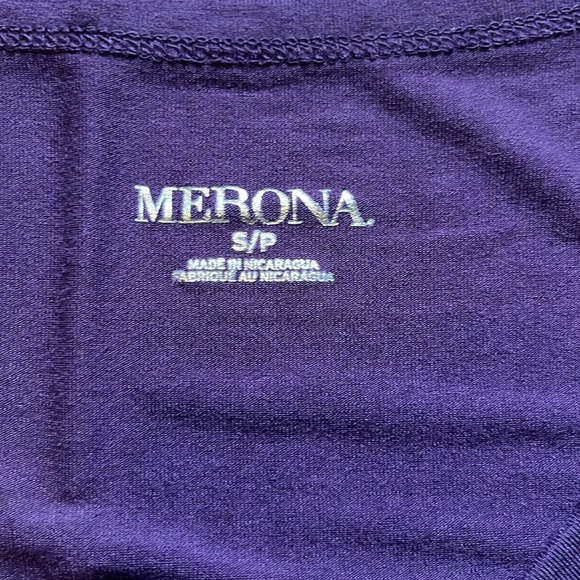 MERONA
S/P
MADE IN NICARAGUA
FABRIQUÉ AU NICARAGUA